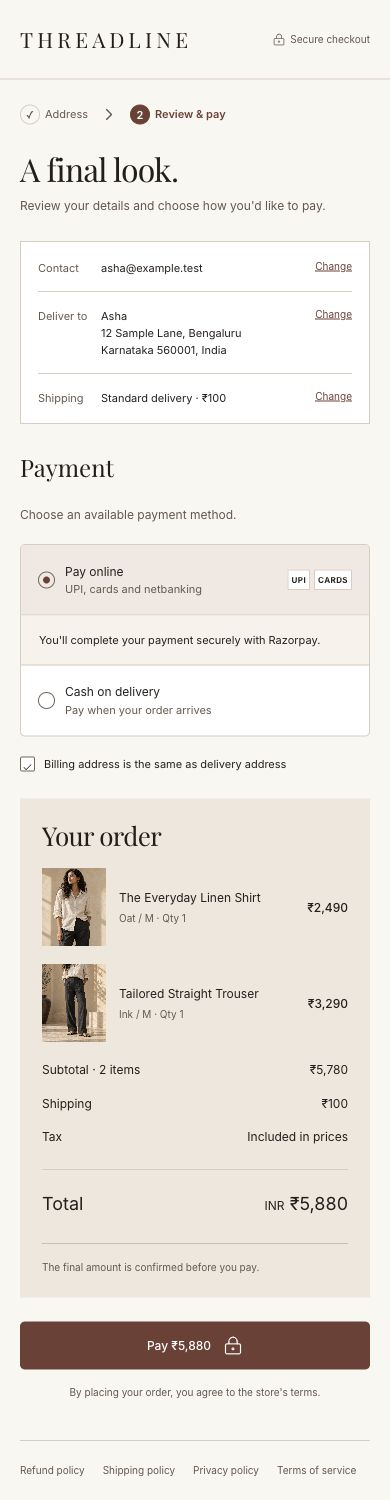 THREADLINE
Secure checkout
Address
2 Review & pay
A final look.
Review your details and choose how you'd like to pay.
Contact asha@example.test Change
Deliver to Asha Change
12 Sample Lane, Bengaluru
Karnataka 560001, India
Shipping Standard delivery · ₹100 Change
Payment
Choose an available payment method.
Pay online
UPI, cards and netbanking
UPI CARDS
You'll complete your payment securely with Razorpay.
Cash on delivery
Pay when your order arrives
Billing address is the same as delivery address
Your order
The Everyday Linen Shirt
Oat / M · Qty 1
₹2,490
Tailored Straight Trouser
Ink / M · Qty 1
₹3,290
Subtotal · 2 items ₹5,780
Shipping ₹100
Tax Included in prices
Total INR ₹5,880
The final amount is confirmed before you pay.
Pay ₹5,880
By placing your order, you agree to the store's terms.
Refund policy Shipping policy Privacy policy Terms of service